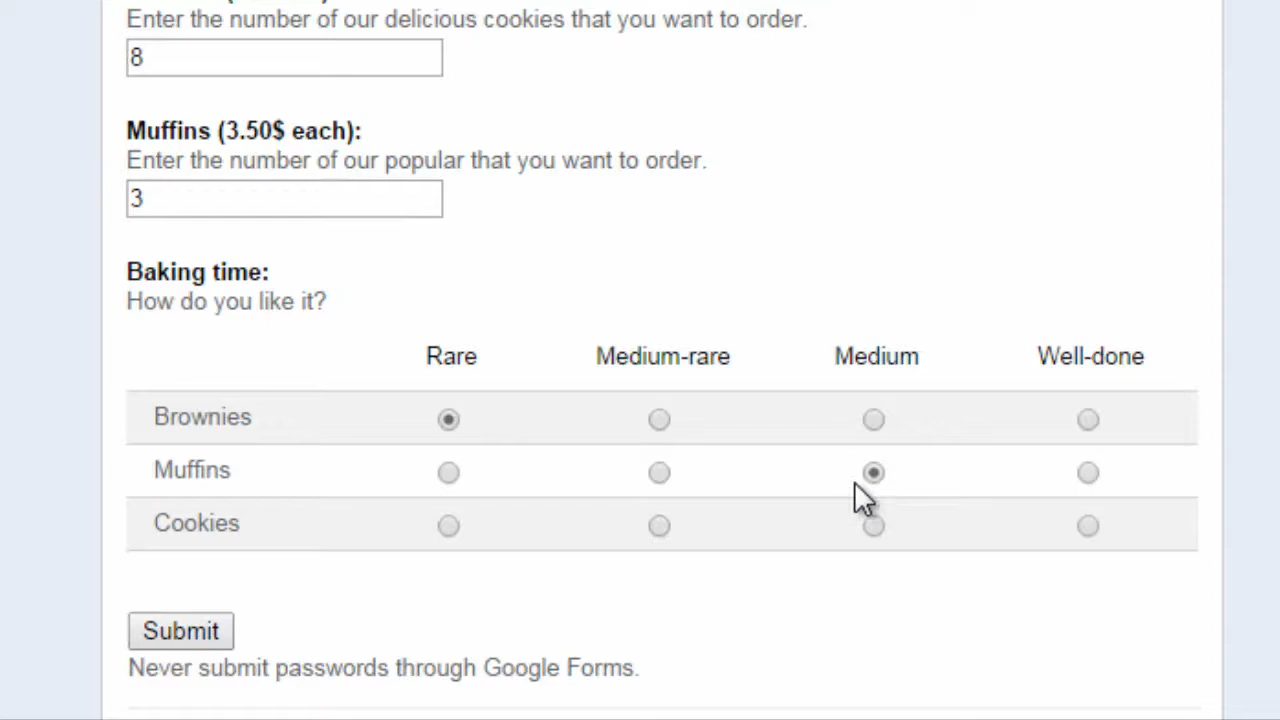 Enter the number of our delicious cookies that you want to order.
8
Muffins (3.50$ each):
Enter the number of our popular that you want to order.
3
Baking time:
How do you like it?
Rare Medium-rare Medium Well-done
Brownies
Muffins
Cookies
Submit
Never submit passwords through Google Forms.